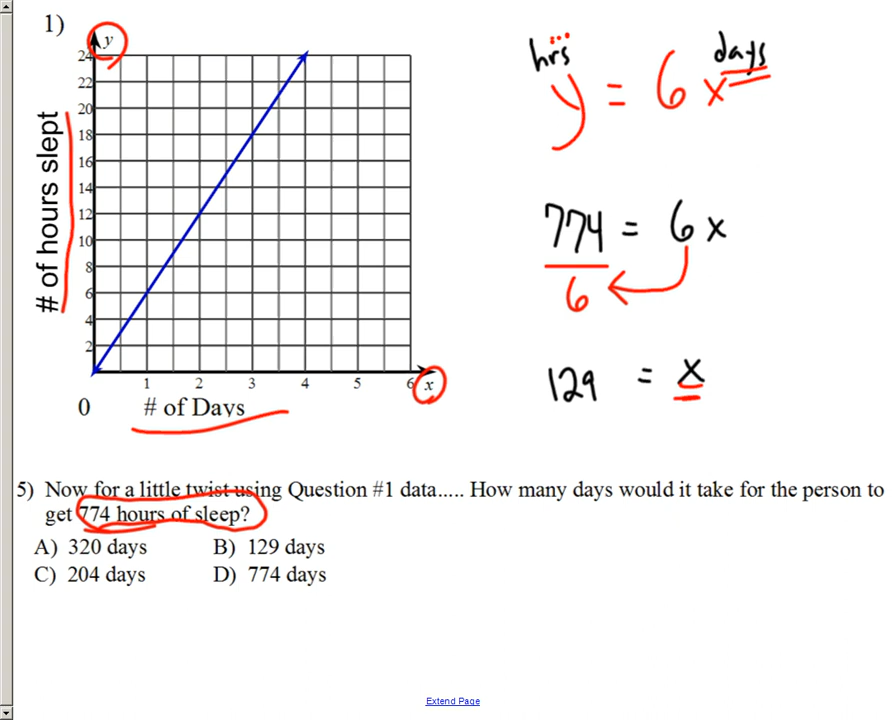 1)
y
24
22
20
18
16
14
12
10
8
6
4
2
# of hours slept
1 2 3 4 5 6 x
0 # of Days
hrs days
y = 6x
774 = 6x
6
129 = x
5) Now for a little twist using Question #1 data..... How many days would it take for the person to
get 774 hours of sleep?
A) 320 days B) 129 days
C) 204 days D) 774 days
Extend Page